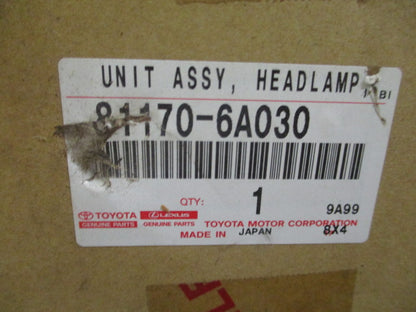 UNIT ASSY, HEADLAMP
81170-6A030
QTY: 1 9A99
TOYOTA LEXUS TOYOTA MOTOR CORPORATION
GENUINE PARTS GENUINE PARTS
MADE IN JAPAN 8X4